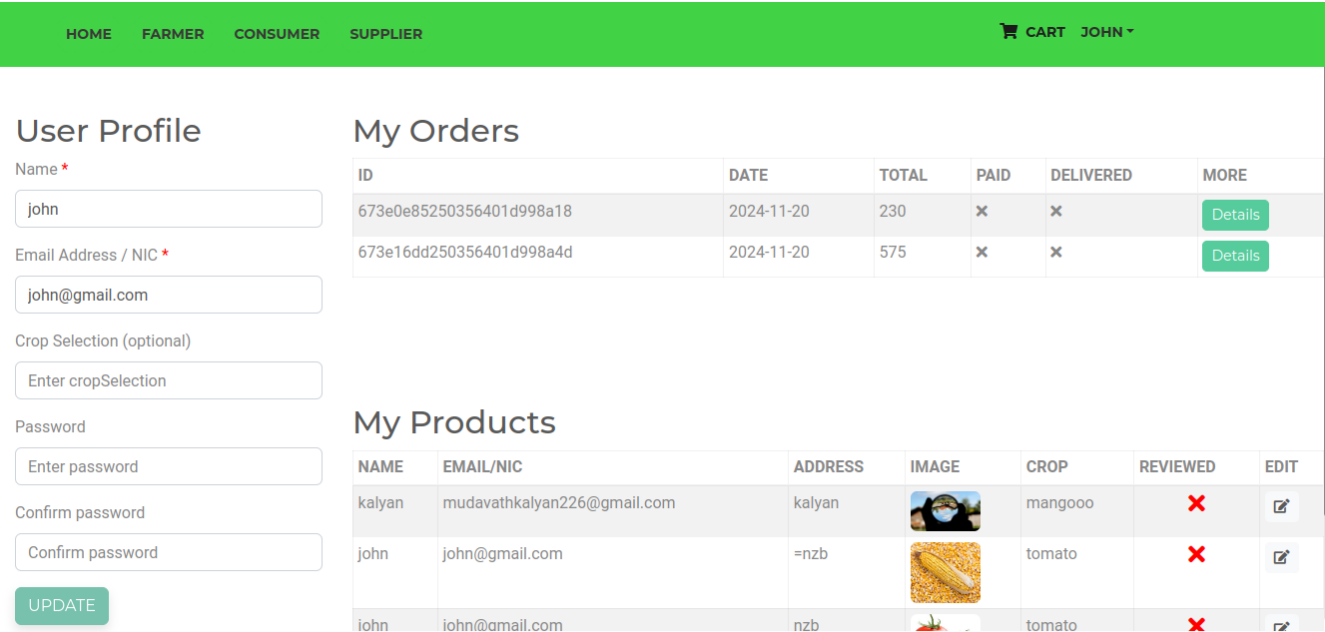 HOME FARMER CONSUMER SUPPLIER CART JOHN
User Profile
Name *
john
Email Address / NIC *
john@gmail.com
Crop Selection (optional)
Enter cropSelection
Password
Enter password
Confirm password
Confirm password
UPDATE
My Orders
ID DATE TOTAL PAID DELIVERED MORE
673e0e85250356401d998a18 2024-11-20 230 Details
673e16dd250356401d998a4d 2024-11-20 575 Details
My Products
NAME EMAIL/NIC ADDRESS IMAGE CROP REVIEWED EDIT
kalyan mudavathkalyan226@gmail.com kalyan mangooo
john john@gmail.com =nzb tomato
john john@gmail.com nzb tomato